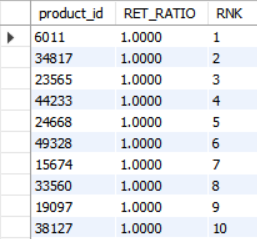 product_id RET_RATIO RNK
6011 1.0000 1
34817 1.0000 2
23565 1.0000 3
44233 1.0000 4
24668 1.0000 5
49328 1.0000 6
15674 1.0000 7
33560 1.0000 8
19097 1.0000 9
38127 1.0000 10